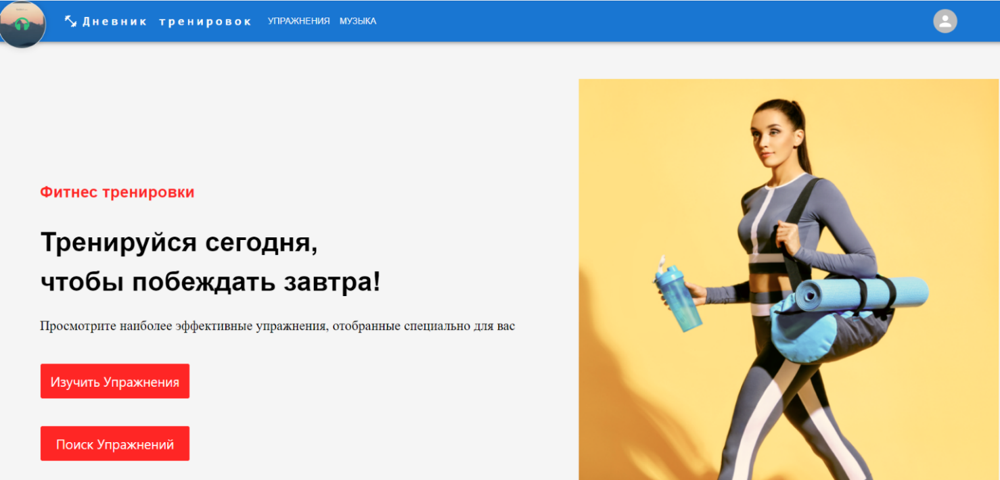 Дневник тренировок
УПРАЖНЕНИЯ
МУЗЫКА
Фитнес тренировки
Тренируйся сегодня,
чтобы побеждать завтра!
Просмотрите наиболее эффективные упражнения, отобранные специально для вас
Изучить Упражнения
Поиск Упражнений